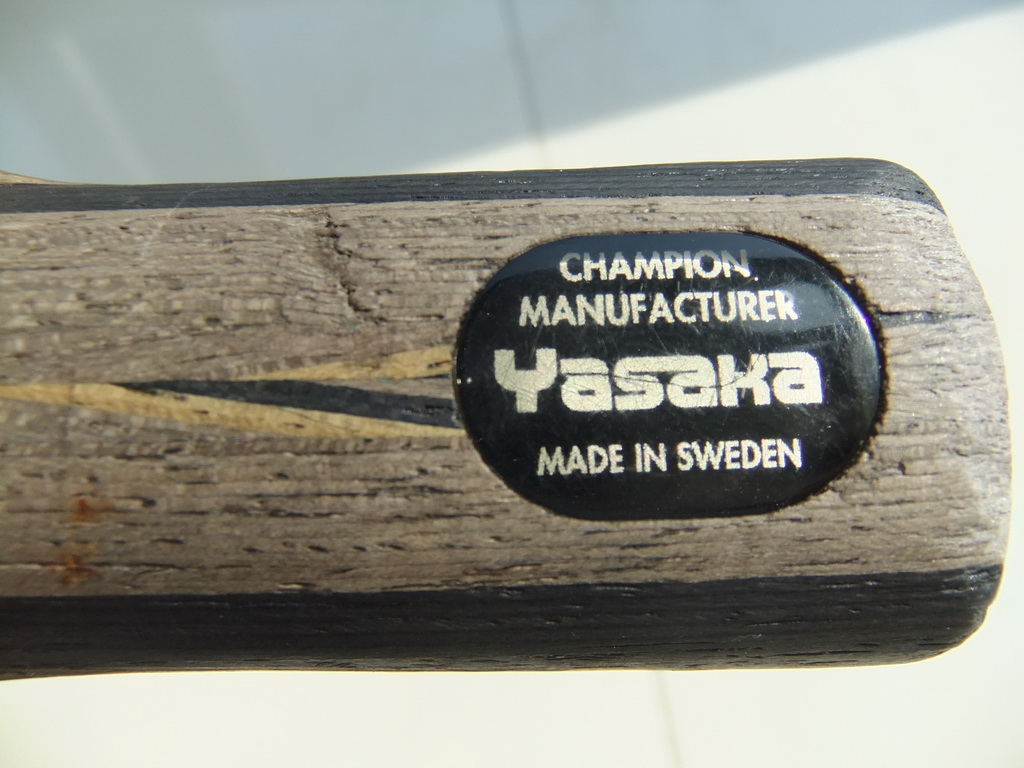 CHAMPION
MANUFACTURER
Yasaka
MADE IN SWEDEN